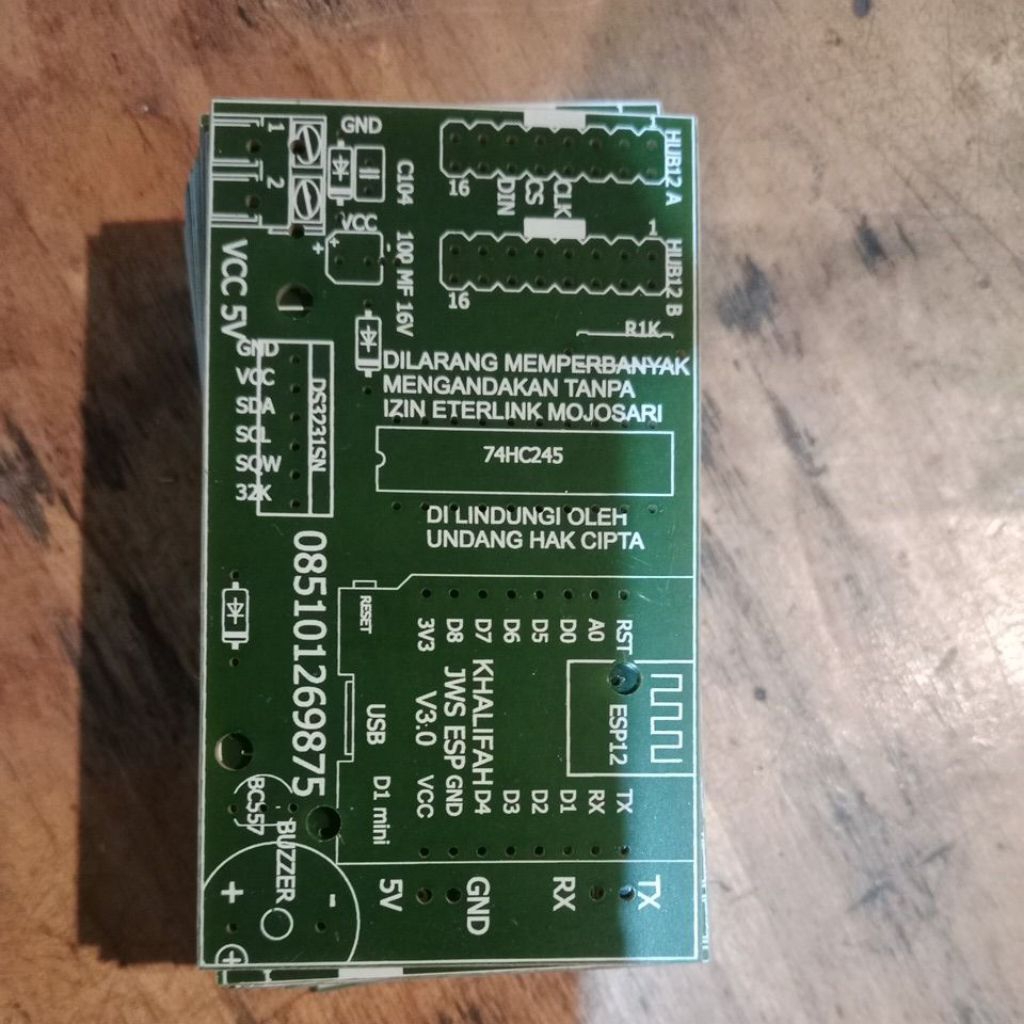 1
GND
HUB12 A
2
C104
16
DIN
CS
CLK
VCC
+
+
-
1
100 MF 16V
HUB12 B
16
VCC 5V
R1K
GND
VCC
SDA
SCL
SQW
32K
DS3231SN
DILARANG MEMPERBANYAK
MENGANDAKAN TANPA
IZIN ETERLINK MOJOSARI
74HC245
DI LINDUNGI OLEH
UNDANG HAK CIPTA
085101269875
RESET
3V3
D8
D7
D6
D5
D0
A0
RST
KHALIFAH
JWS ESP
V3.0
USB
ESP12
D1 mini
VCC
GND
D4
D3
D2
D1
RX
TX
BC557
BUZZER
+
-
5V
GND
RX
TX
+